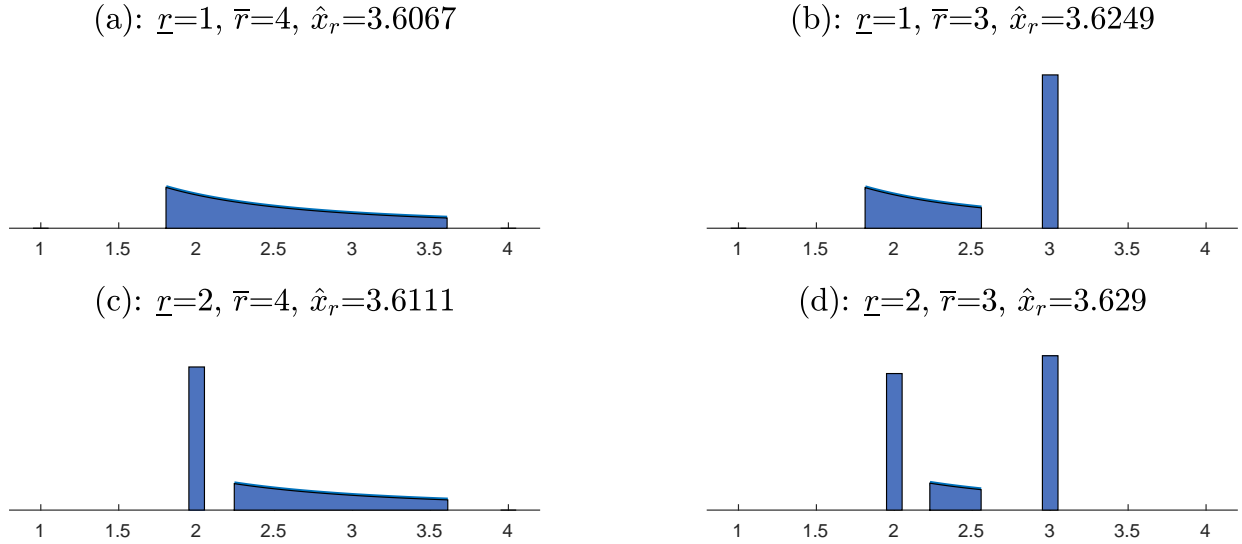 (a): r=1, r̅=4, x̂ᵣ=3.6067
(b): r=1, r̅=3, x̂ᵣ=3.6249
1 1.5 2 2.5 3 3.5 4
1 1.5 2 2.5 3 3.5 4
(c): r=2, r̅=4, x̂ᵣ=3.6111
(d): r=2, r̅=3, x̂ᵣ=3.629
1 1.5 2 2.5 3 3.5 4
1 1.5 2 2.5 3 3.5 4